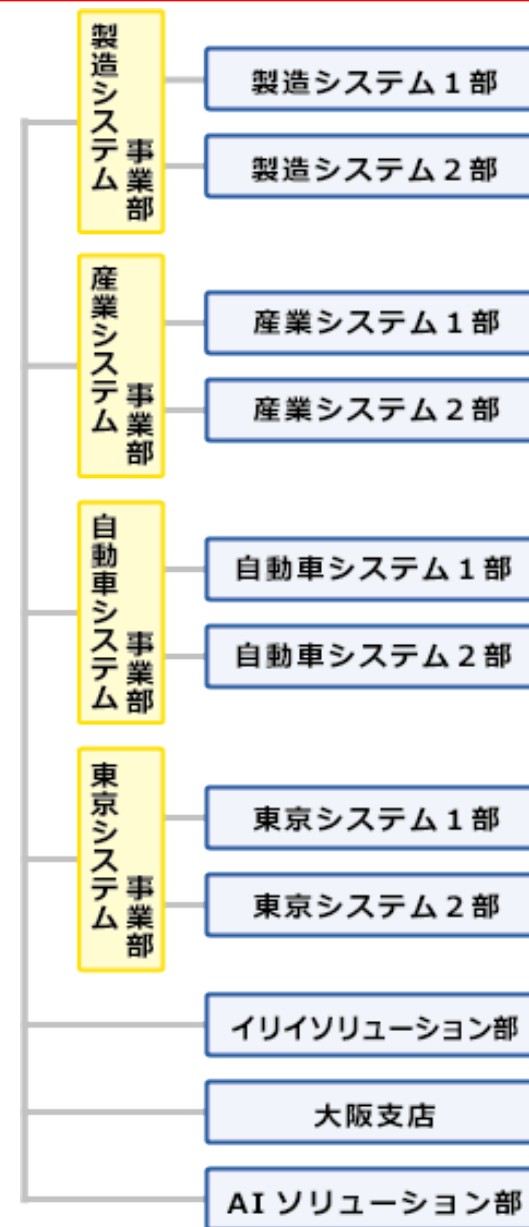 製造システム
事業部
製造システム１部
製造システム２部
産業システム
事業部
産業システム１部
産業システム２部
自動車システム
事業部
自動車システム１部
自動車システム２部
東京システム
事業部
東京システム１部
東京システム２部
イリイソリューション部
大阪支店
AI ソリューション部